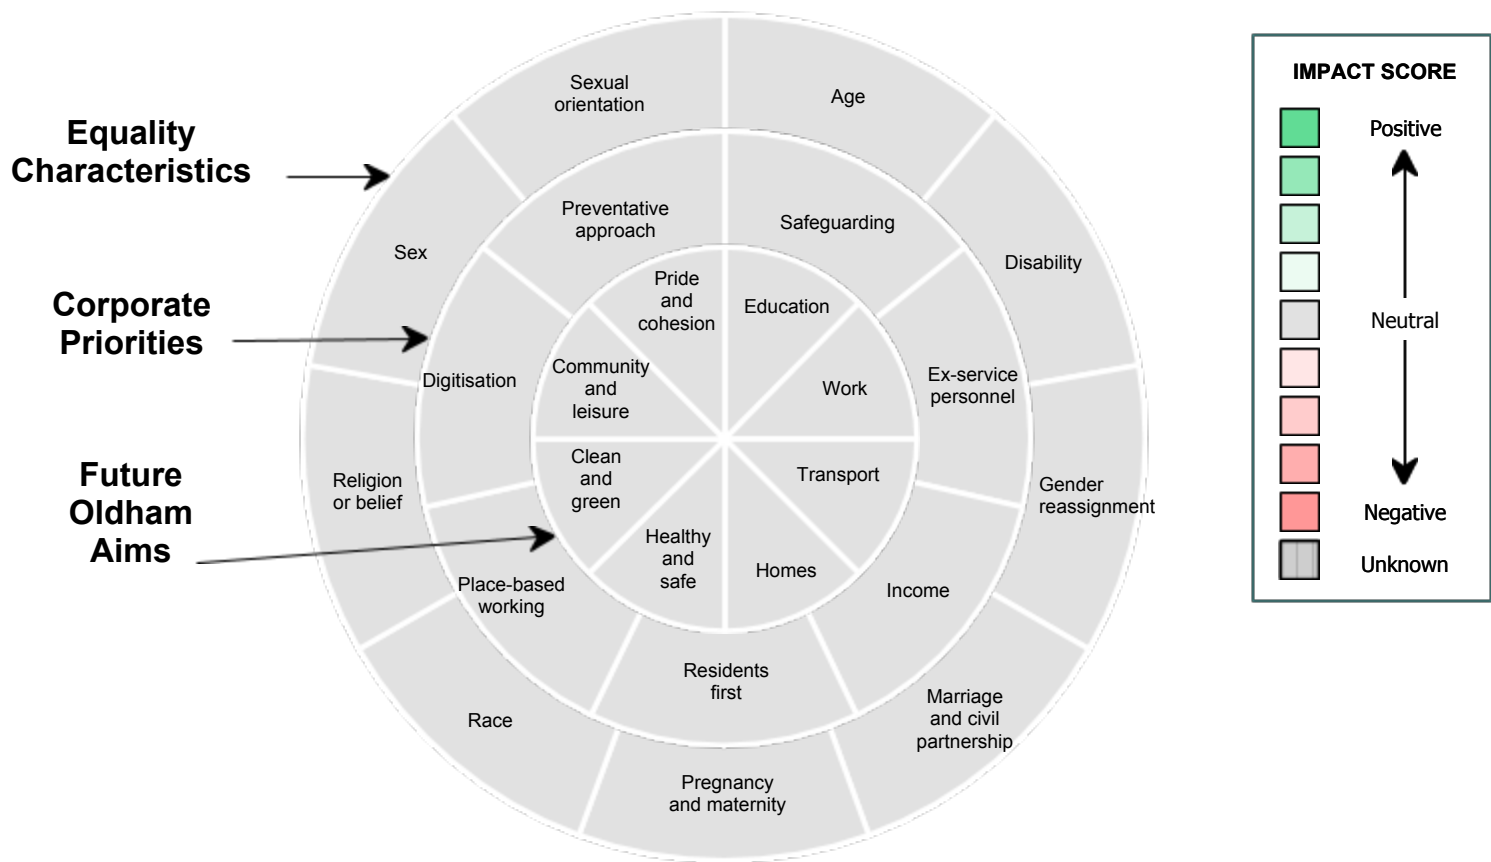 Equality
Characteristics
Corporate
Priorities
Future
Oldham
Aims
Sexual
orientation
Age
Disability
Gender
reassignment
Marriage
and civil
partnership
Pregnancy
and maternity
Race
Religion
or belief
Sex
Preventative
approach
Safeguarding
Ex-service
personnel
Income
Residents
first
Place-based
working
Digitisation
Pride
and
cohesion
Education
Work
Transport
Homes
Healthy
and
safe
Clean
and
green
Community
and
leisure
IMPACT SCORE
Positive
Neutral
Negative
Unknown